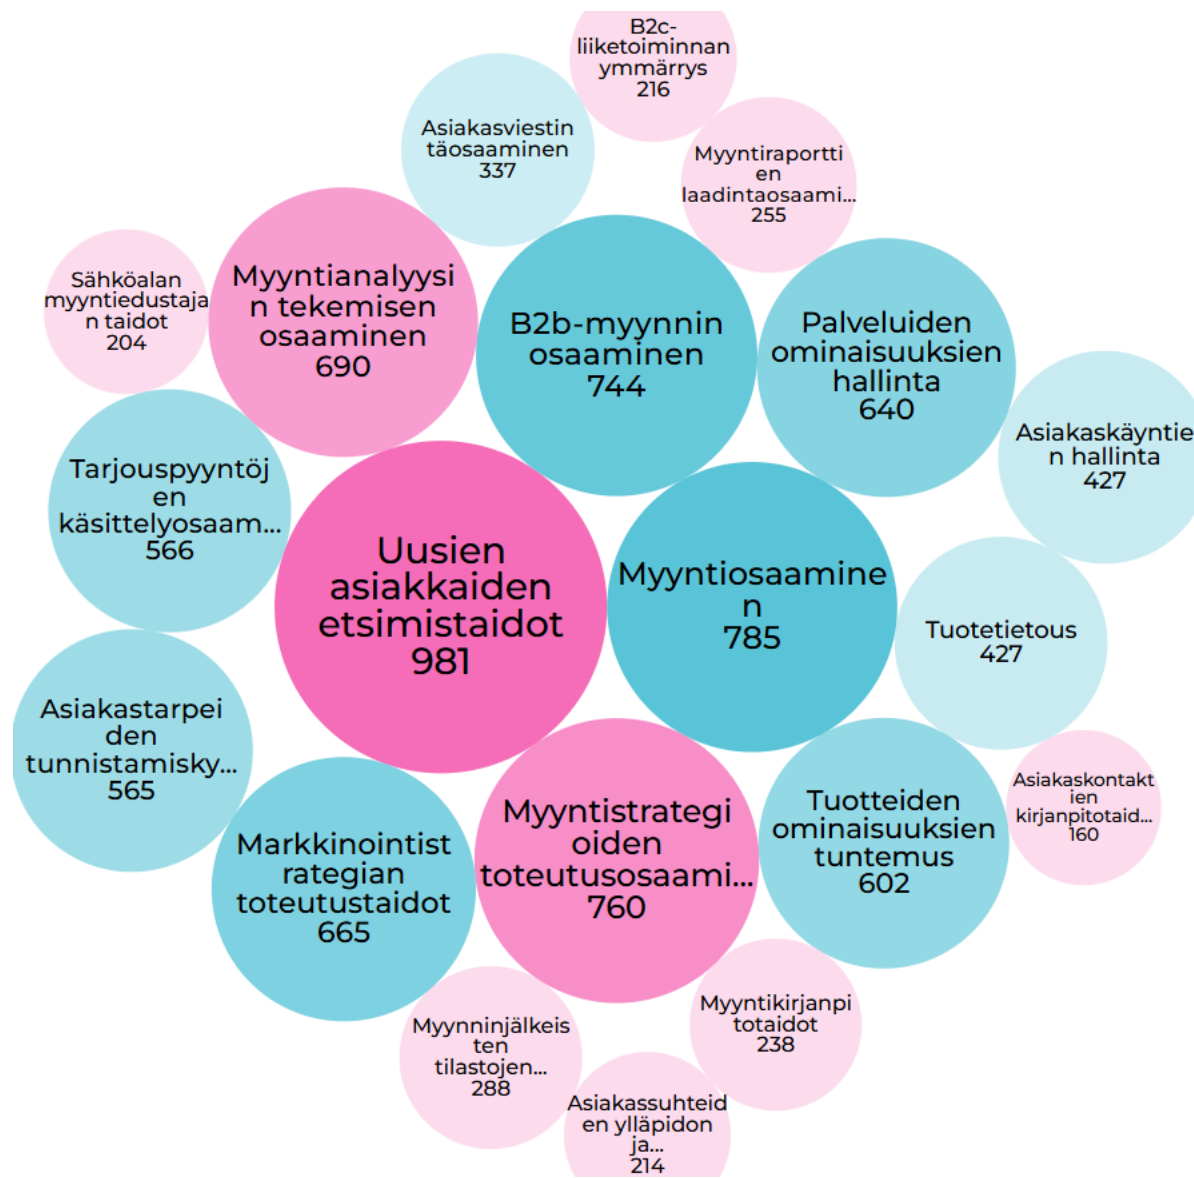 B2c-
liiketoiminnan
ymmärrys
216
Asiakasviestin
täosaaminen
337
Myyntiraportti
en
laadintaosaami...
255
Sähköalan
myyntiedustaja
n taidot
204
Myyntianalyysi
n tekemisen
osaaminen
690
B2b-myynnin
osaaminen
744
Palveluiden
ominaisuuksien
hallinta
640
Asiakaskäyntie
n hallinta
427
Tarjouspyyntöj
en
käsittelyosaam...
566
Uusien
asiakkaiden
etsimistaidot
981
Myyntiosaamine
n
785
Tuotetietous
427
Asiakastarpei
den
tunnistamisky...
565
Markkinointist
rategian
toteutustaidot
665
Myyntistrategi
oiden
toteutusosaami...
760
Tuotteiden
ominaisuuksien
tuntemus
602
Asiakaskontakt
ien
kirjanpitotaid...
160
Myynninjälkeis
ten
tilastojen...
288
Myyntikirjanpi
totaidot
238
Asiakassuhteid
en ylläpidon
ja...
214